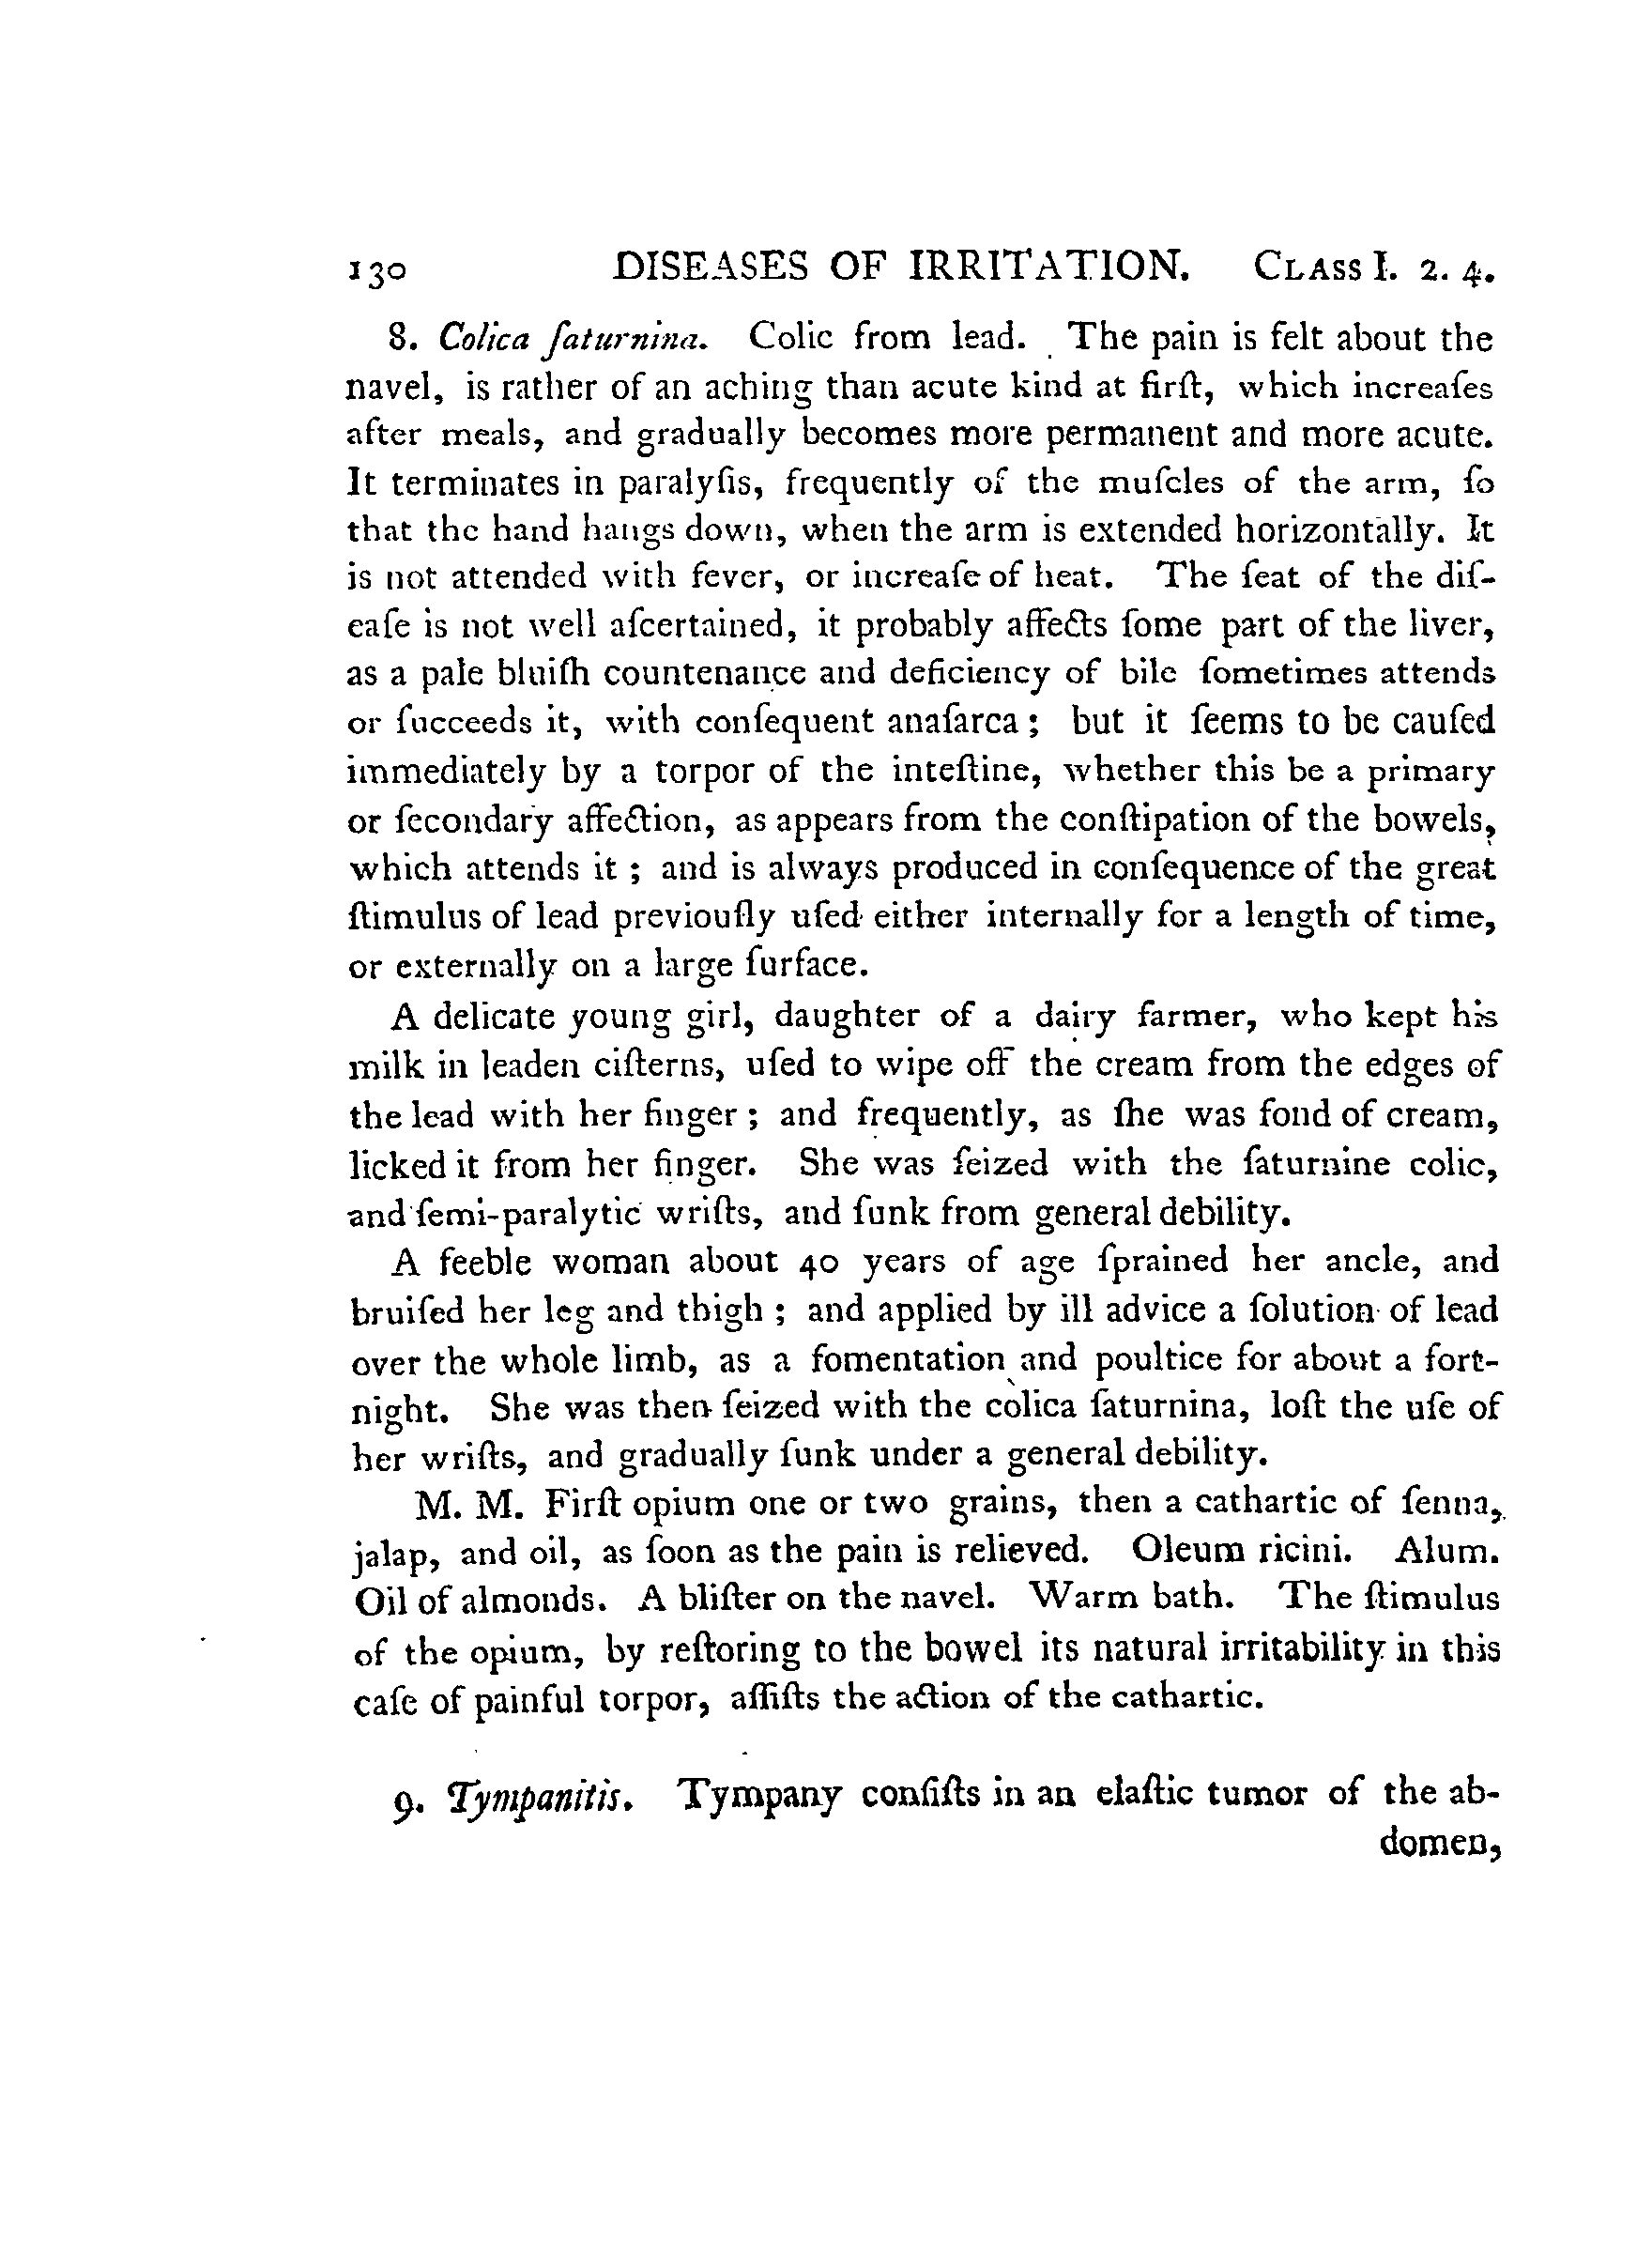 130 DISEASES OF IRRITATION. CLASS I. 2. 4.
8. Colica ſaturnina. Colic from lead. The pain is felt about the
navel, is rather of an aching than acute kind at firſt, which increaſes
after meals, and gradually becomes more permanent and more acute.
It terminates in paralyſis, frequently of the muſcles of the arm, ſo
that the hand hangs down, when the arm is extended horizontally. It
is not attended with fever, or increaſe of heat. The ſeat of the diſ-
eaſe is not well aſcertained, it probably affects ſome part of the liver,
as a pale bluiſh countenance and deficiency of bile ſometimes attends
or ſucceeds it, with conſequent anaſarca; but it ſeems to be cauſed
immediately by a torpor of the inteſtine, whether this be a primary
or ſecondary affection, as appears from the conſtipation of the bowels,
which attends it; and is always produced in conſequence of the great
ſtimulus of lead previouſly uſed either internally for a length of time,
or externally on a large ſurface.
A delicate young girl, daughter of a dairy farmer, who kept his
milk in leaden ciſterns, uſed to wipe off the cream from the edges of
the lead with her finger; and frequently, as ſhe was fond of cream,
licked it from her finger. She was ſeized with the ſaturnine colic,
and ſemi-paralytic wriſts, and ſunk from general debility.
A feeble woman about 40 years of age ſprained her ancle, and
bruiſed her leg and thigh; and applied by ill advice a ſolution of lead
over the whole limb, as a fomentation and poultice for about a fort-
night. She was then ſeized with the colica ſaturnina, loſt the uſe of
her wriſts, and gradually ſunk under a general debility.
M. M. Firſt opium one or two grains, then a cathartic of ſenna,
jalap, and oil, as ſoon as the pain is relieved. Oleum ricini. Alum.
Oil of almonds. A bliſter on the navel. Warm bath. The ſtimulus
of the opium, by reſtoring to the bowel its natural irritability in this
caſe of painful torpor, aſſiſts the action of the cathartic.
9. Tympanitis. Tympany conſiſts in an elaſtic tumor of the ab-
domen,